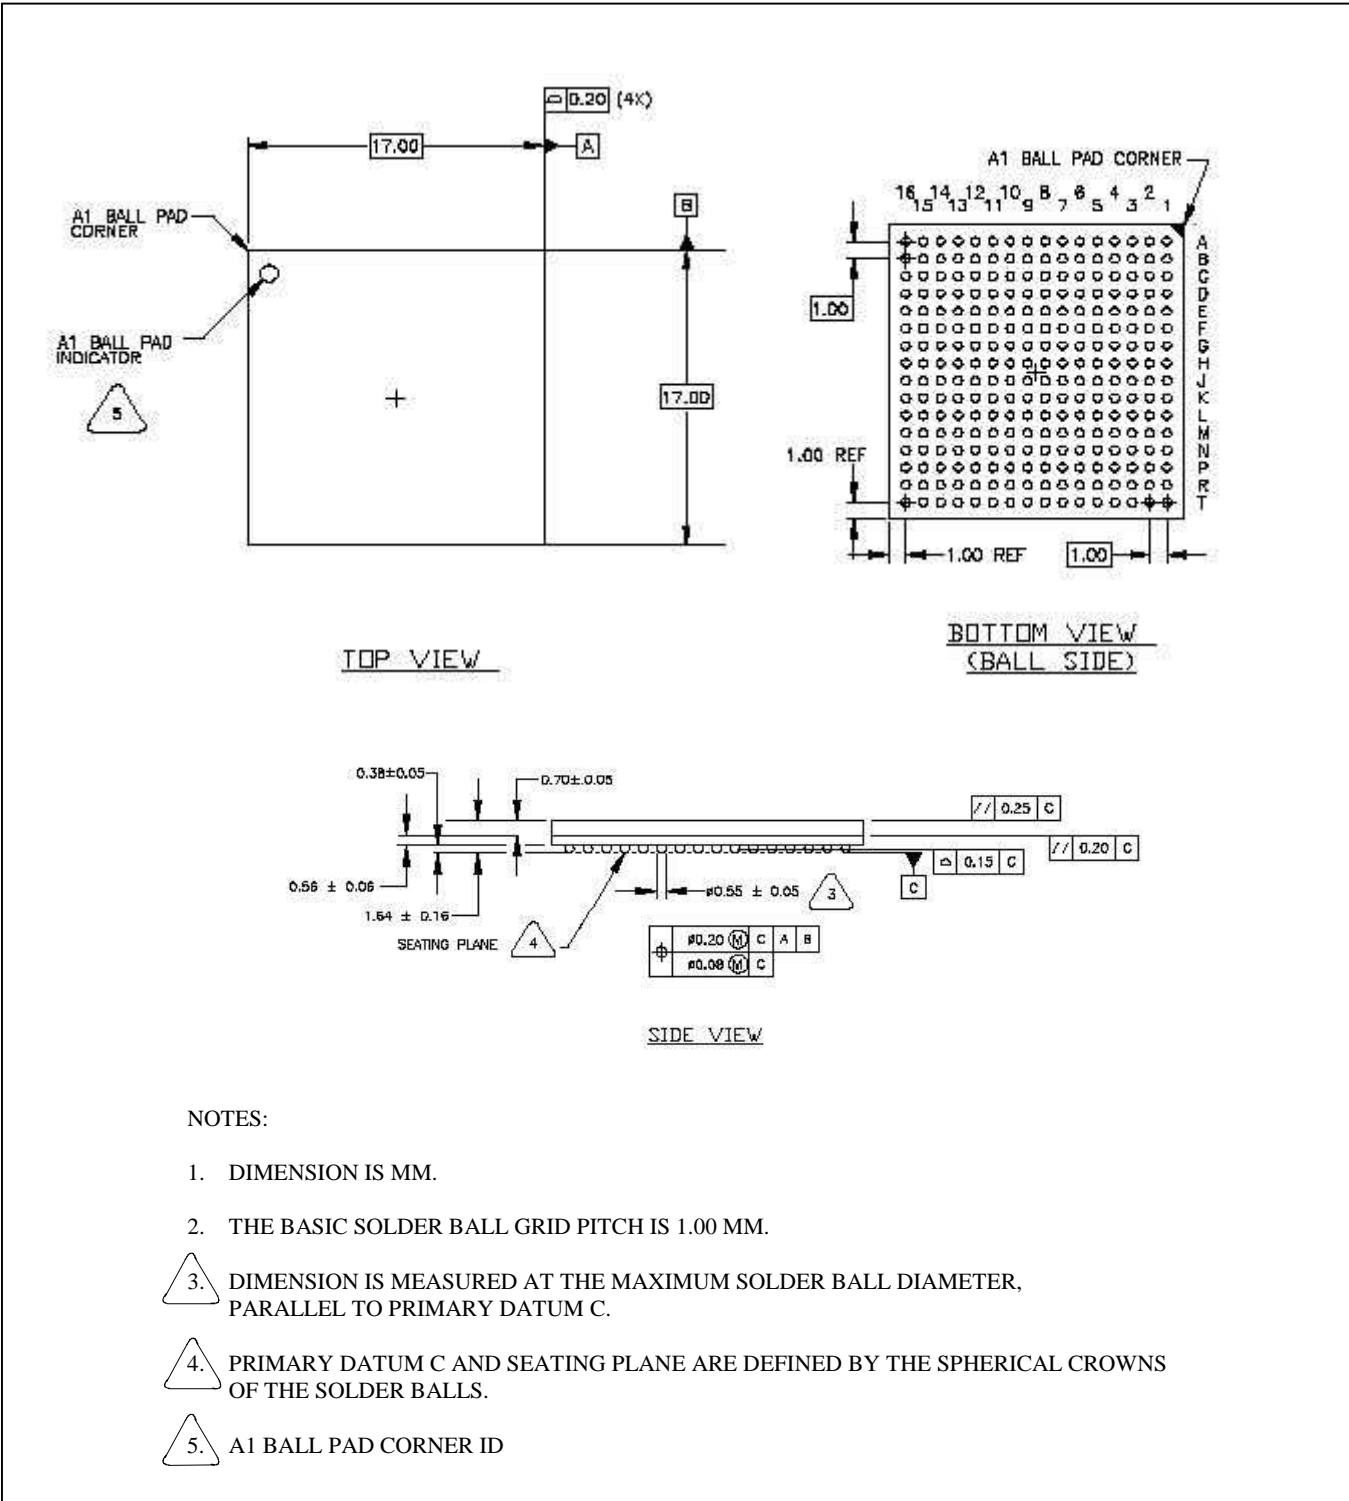 0.20 (4X)
17.00
A
B
A1 BALL PAD
CORNER
A1 BALL PAD
INDICATOR
5
17.00
TOP VIEW
A1 BALL PAD CORNER
16 15 14 13 12 11 10 9 8 7 6 5 4 3 2 1
A
B
C
D
E
F
G
H
J
K
L
M
N
P
R
T
1.00
1.00 REF
1.00 REF
1.00
BOTTOM VIEW
(BALL SIDE)
0.38±0.05
0.70±0.05
// 0.25 C
// 0.20 C
0.15 C
C
0.56 ± 0.06
1.64 ± 0.16
ø0.55 ± 0.05
3
SEATING PLANE
4
ø0.20 Ⓜ C A B
ø0.08 Ⓜ C
SIDE VIEW
NOTES:
1. DIMENSION IS MM.
2. THE BASIC SOLDER BALL GRID PITCH IS 1.00 MM.
3. DIMENSION IS MEASURED AT THE MAXIMUM SOLDER BALL DIAMETER,
PARALLEL TO PRIMARY DATUM C.
4. PRIMARY DATUM C AND SEATING PLANE ARE DEFINED BY THE SPHERICAL CROWNS
OF THE SOLDER BALLS.
5. A1 BALL PAD CORNER ID